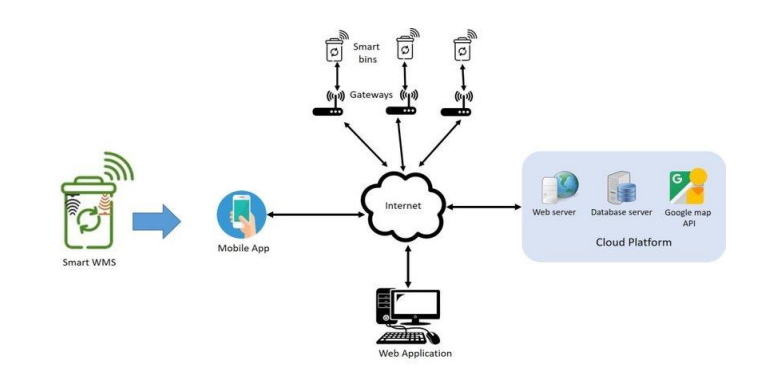 Smart
bins
Gateways
Internet
Web server
Database server
Google map
API
Cloud Platform
Mobile App
Smart WMS
Web Application
G